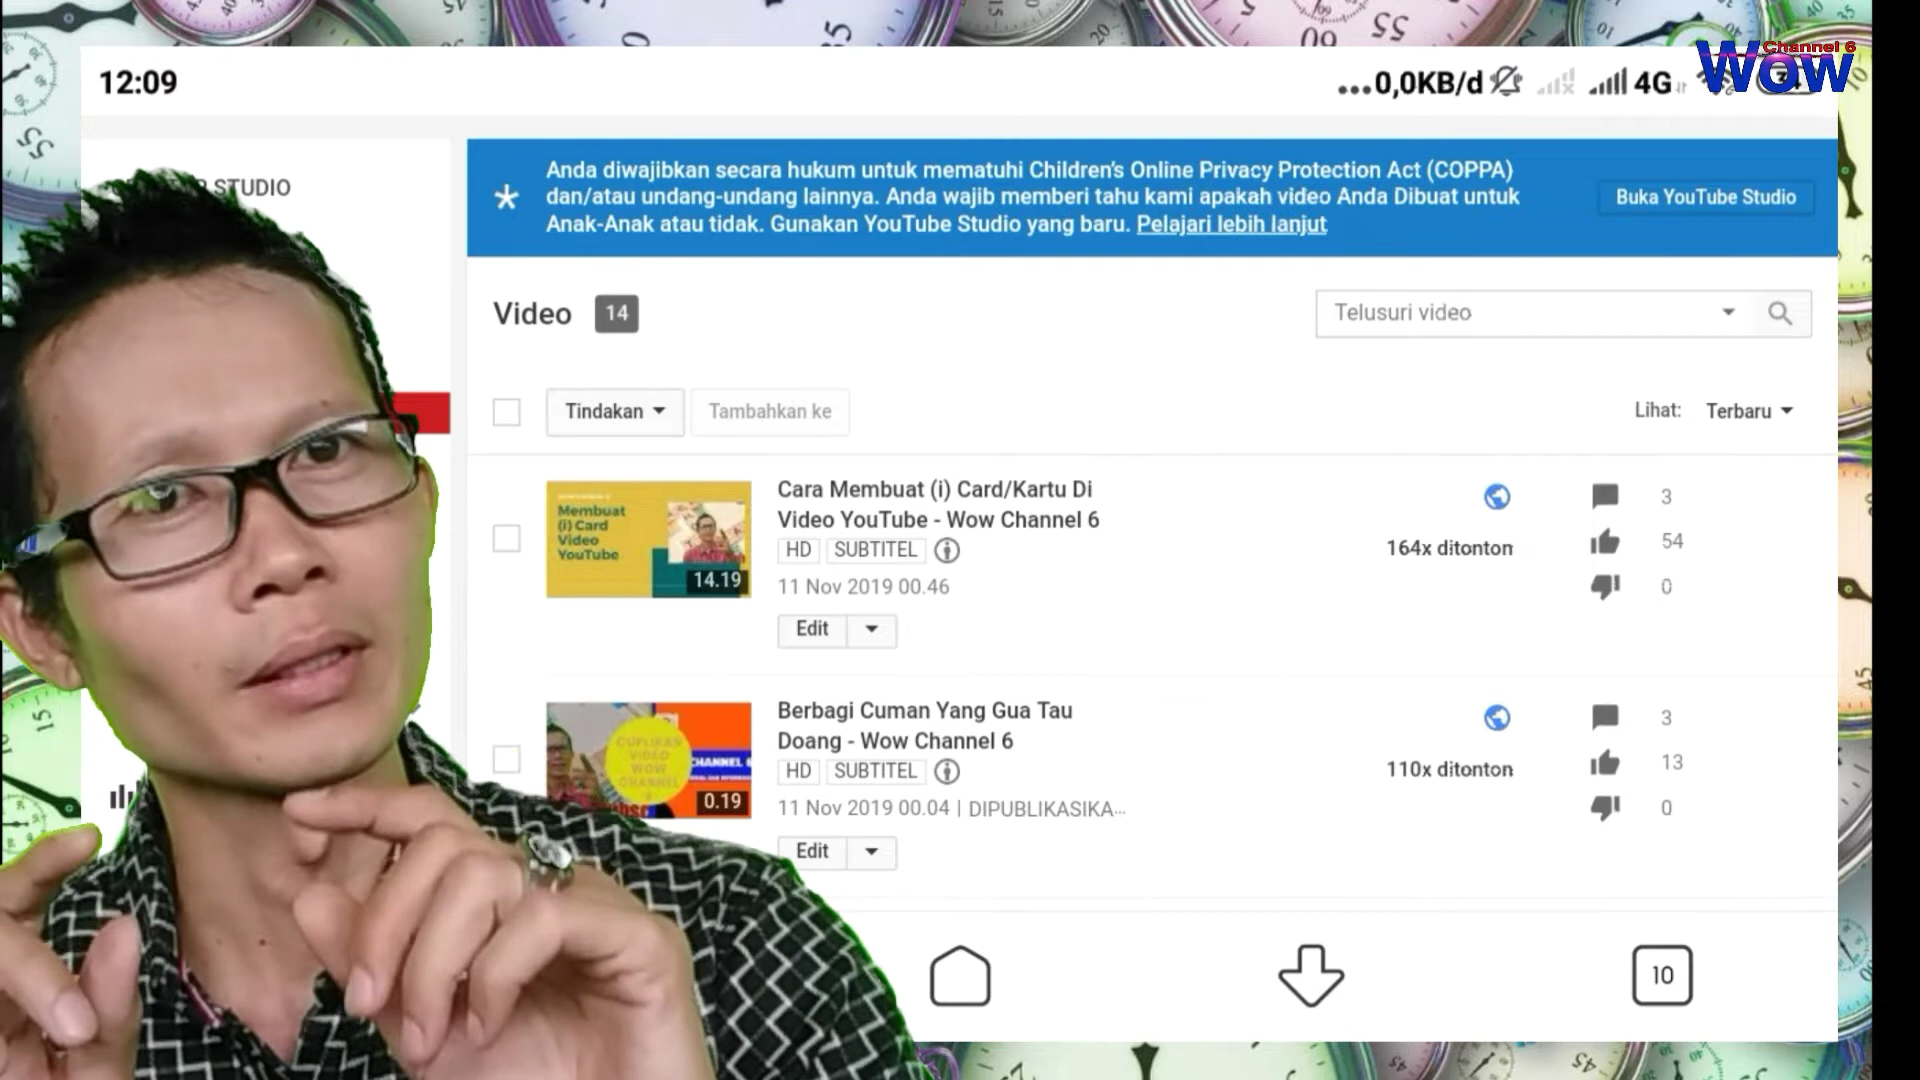 Channel 6
Wow
12:09
...0,0KB/d
4G
STUDIO
Anda diwajibkan secara hukum untuk mematuhi Children's Online Privacy Protection Act (COPPA)
dan/atau undang-undang lainnya. Anda wajib memberi tahu kami apakah video Anda Dibuat untuk
Anak-Anak atau tidak. Gunakan YouTube Studio yang baru. Pelajari lebih lanjut
Buka YouTube Studio
Video 14
Telusuri video
Tindakan
Tambahkan ke
Lihat: Terbaru
Membuat
(i) Card
Video
YouTube
14.19
Cara Membuat (i) Card/Kartu Di
Video YouTube - Wow Channel 6
HD SUBTITEL
11 Nov 2019 00.46
Edit
164x ditonton
3
54
0
CUPLIKAN
VIDEO
WOW
CHANNEL
CHANNEL 6
0.19
Berbagi Cuman Yang Gua Tau
Doang - Wow Channel 6
HD SUBTITEL
11 Nov 2019 00.04 | DIPUBLIKASIKA...
Edit
110x ditonton
3
13
0
10